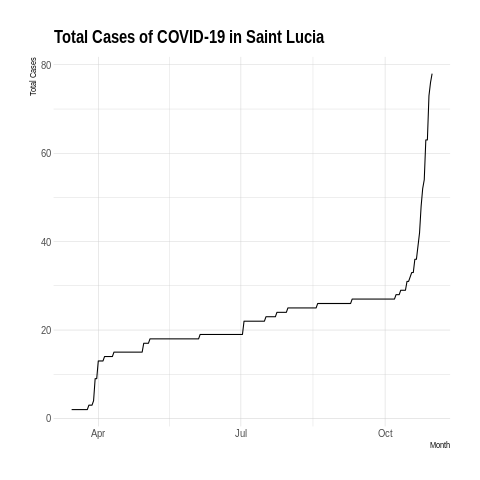 Total Cases of COVID-19 in Saint Lucia
Total Cases
80
60
40
20
0
Apr Jul Oct
Month